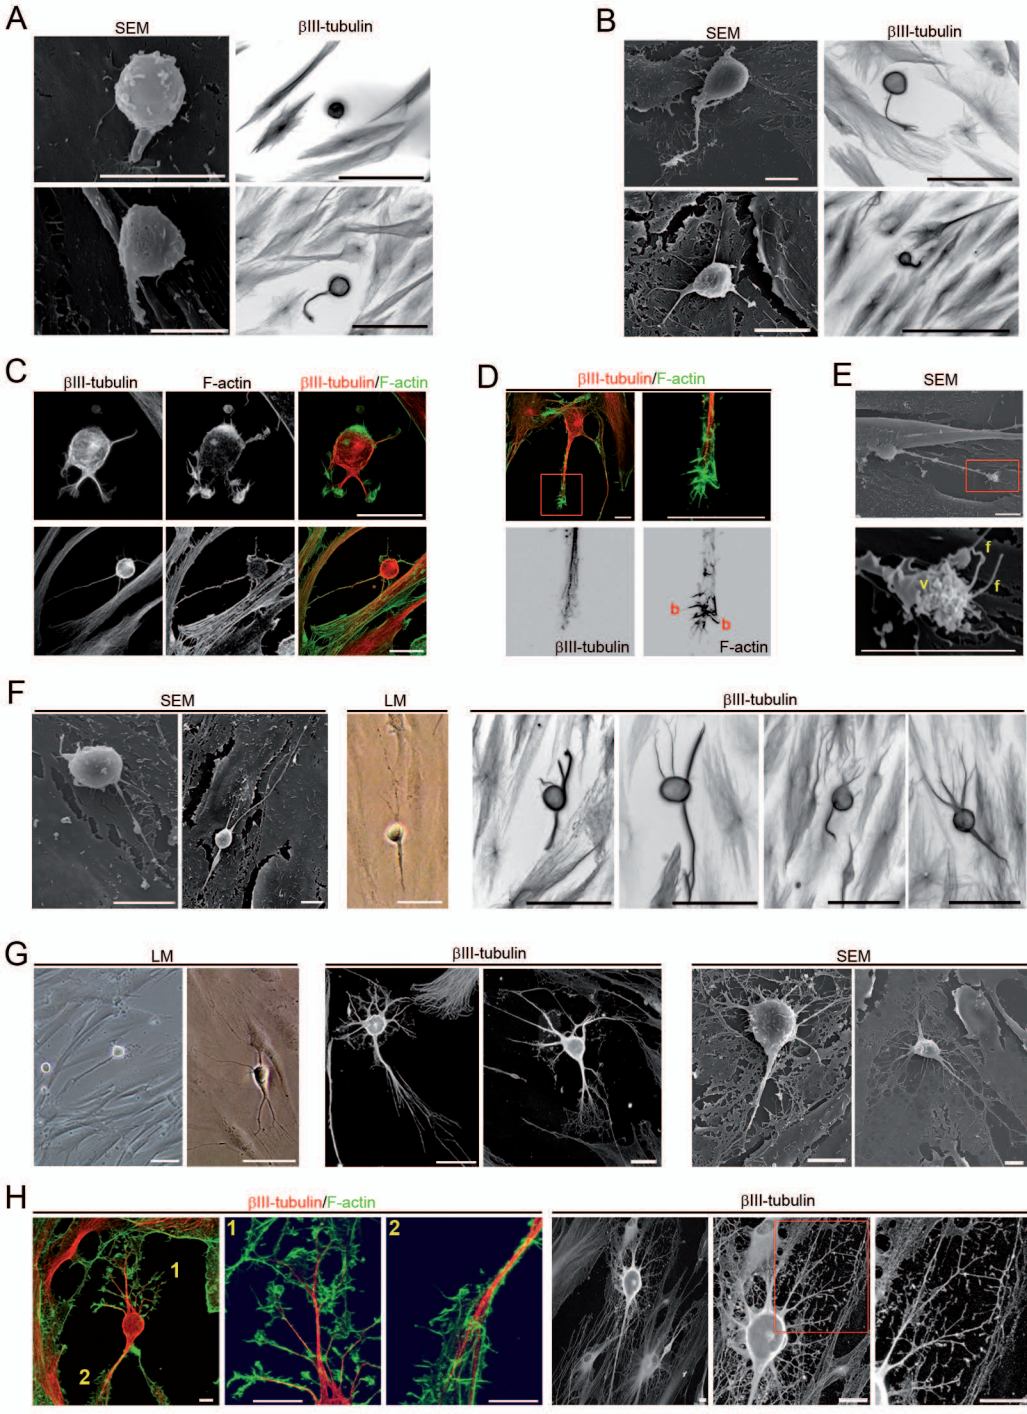 A
SEM
βIII-tubulin
B
SEM
βIII-tubulin
C
βIII-tubulin
F-actin
βIII-tubulin/F-actin
D
βIII-tubulin/F-actin
βIII-tubulin
b
b
F-actin
E
SEM
f
v
f
F
SEM
LM
βIII-tubulin
G
LM
βIII-tubulin
SEM
H
βIII-tubulin/F-actin
1
2
1
2
βIII-tubulin